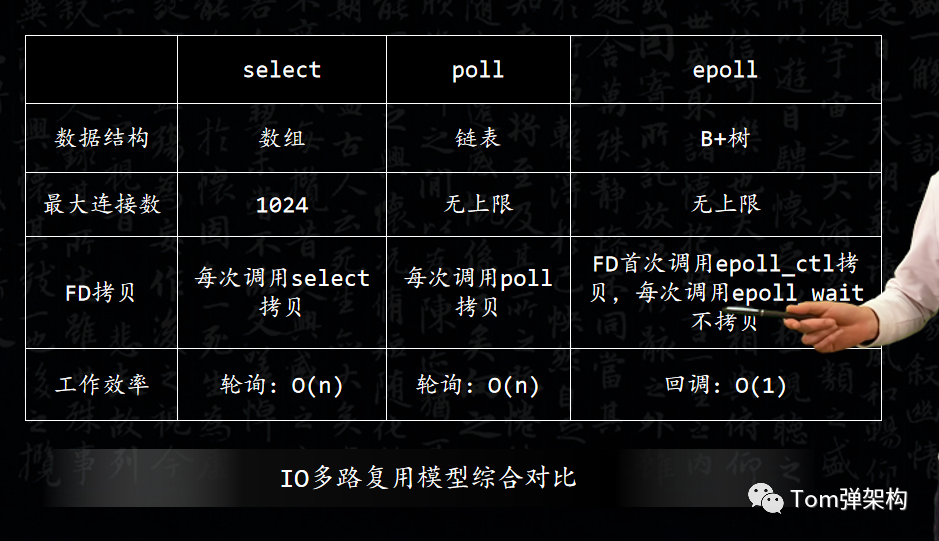 select poll epoll
数据结构 数组 链表 B+树
最大连接数 1024 无上限 无上限
FD拷贝 每次调用select 每次调用poll FD首次调用epoll_ctl拷
拷贝 拷贝 贝，每次调用epoll_wait
不拷贝
工作效率 轮询：O(n) 轮询：O(n) 回调：O(1)
IO多路复用模型综合对比
Tom弹架构